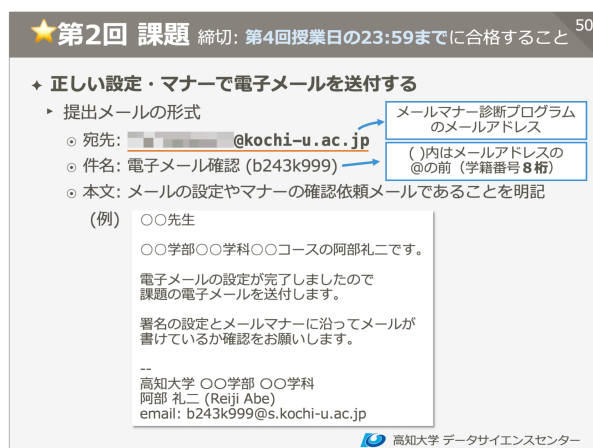 ★第2回 課題 締切: 第4回授業日の23:59までに合格すること
50
正しい設定・マナーで電子メールを送付する
提出メールの形式
宛先: @kochi-u.ac.jp
メールマナー診断プログラム
のメールアドレス
件名: 電子メール確認 (b243k999)
( )内はメールアドレスの
@の前（学籍番号8桁）
本文: メールの設定やマナーの確認依頼メールであることを明記
(例)
○○先生
○○学部○○学科○○コースの阿部礼二です。
電子メールの設定が完了しましたので
課題の電子メールを送付します。
署名の設定とメールマナーに沿ってメールが
書けているか確認をお願いします。
--
高知大学 ○○学部 ○○学科
阿部 礼二 (Reiji Abe)
email: b243k999@s.kochi-u.ac.jp
高知大学 データサイエンスセンター